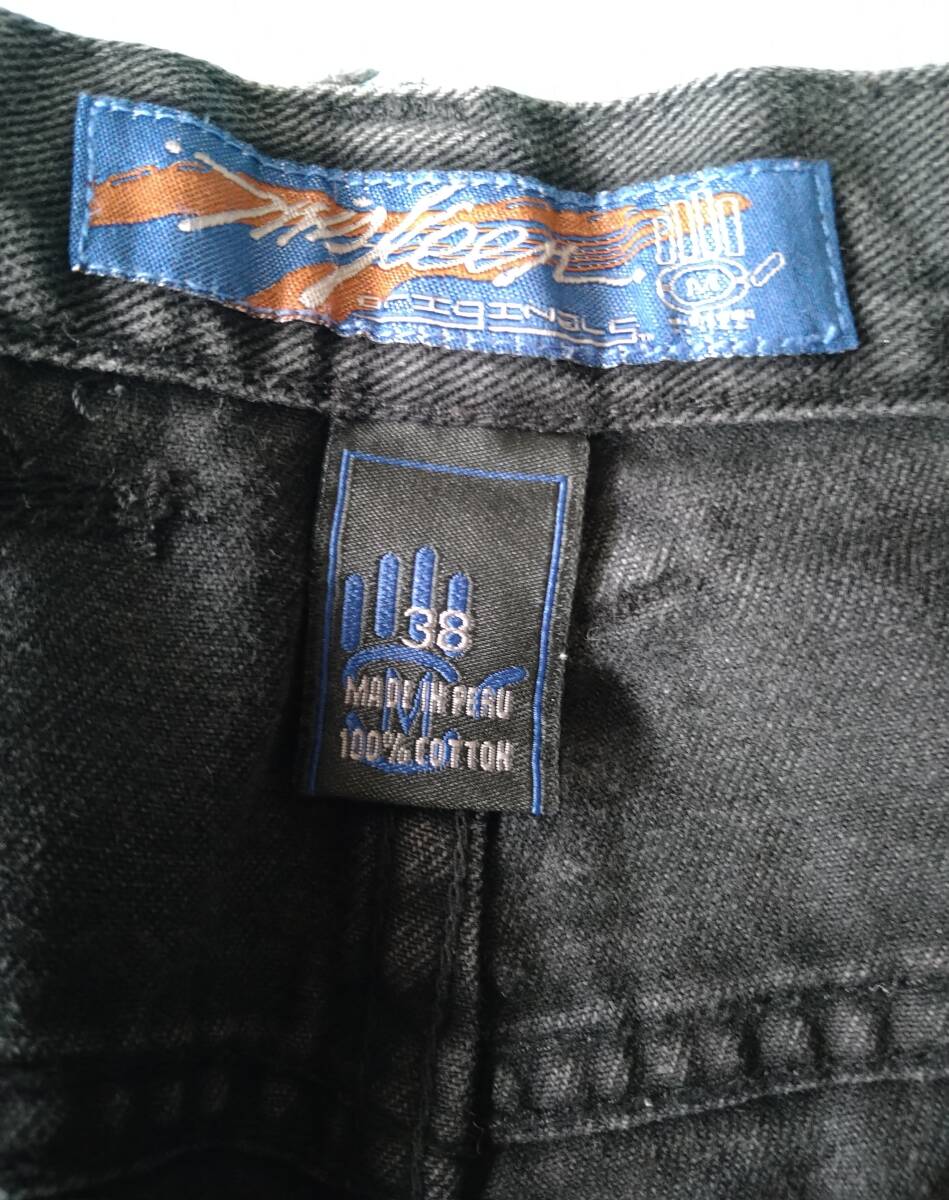 originals
38
MADE IN PERU
100% COTTON